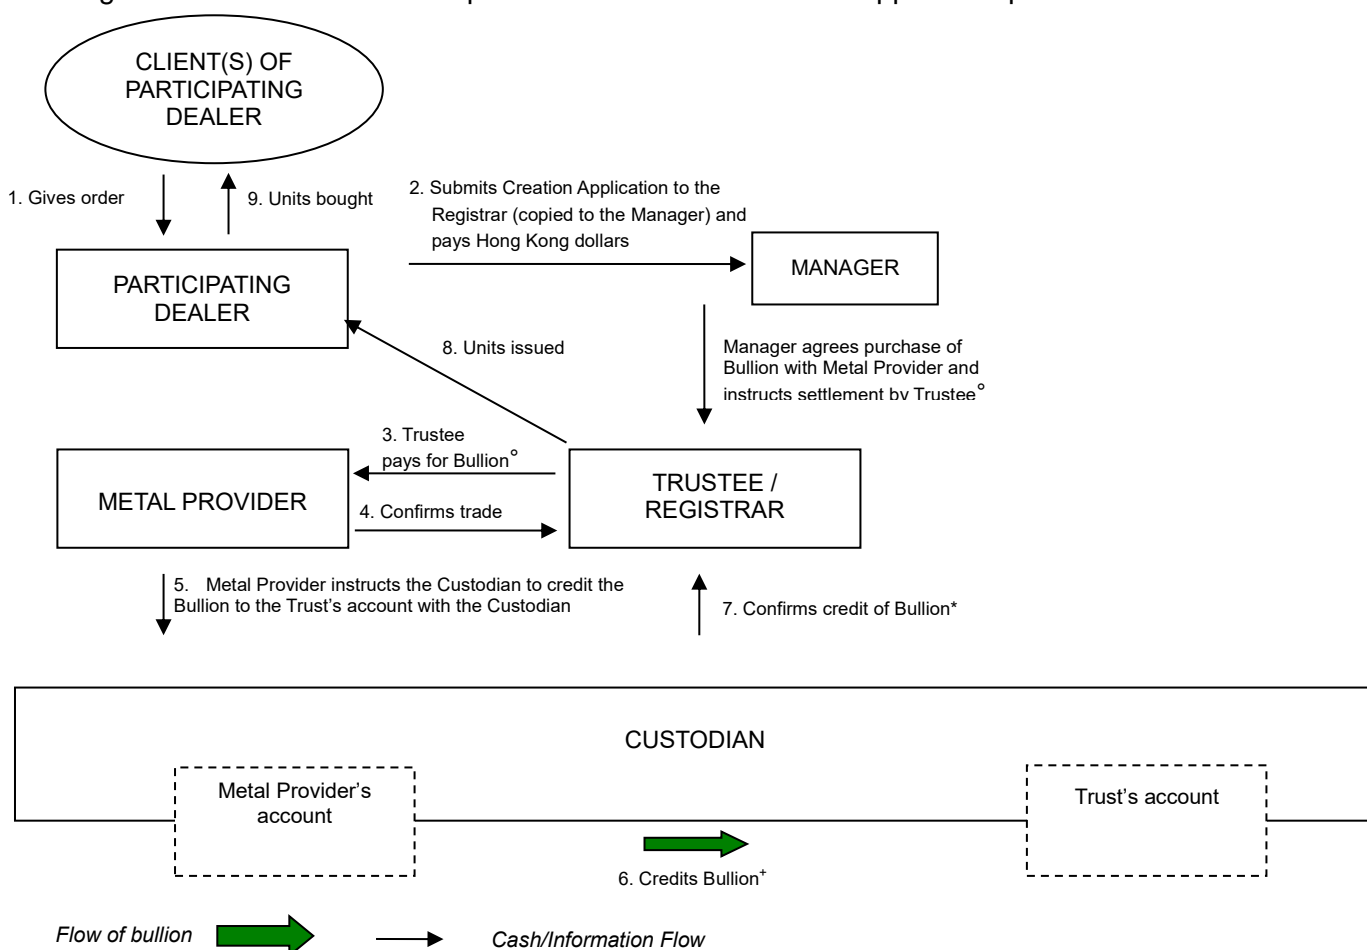 CLIENT(S) OF
PARTICIPATING
DEALER
1. Gives order
9. Units bought
2. Submits Creation Application to the
Registrar (copied to the Manager) and
pays Hong Kong dollars
MANAGER
PARTICIPATING
DEALER
8. Units issued
Manager agrees purchase of
Bullion with Metal Provider and
instructs settlement by Trustee°
3. Trustee
pays for Bullion°
METAL PROVIDER
TRUSTEE /
REGISTRAR
4. Confirms trade
5. Metal Provider instructs the Custodian to credit the
Bullion to the Trust's account with the Custodian
7. Confirms credit of Bullion*
CUSTODIAN
Metal Provider's
account
Trust's account
6. Credits Bullion+
Flow of bullion
Cash/Information Flow